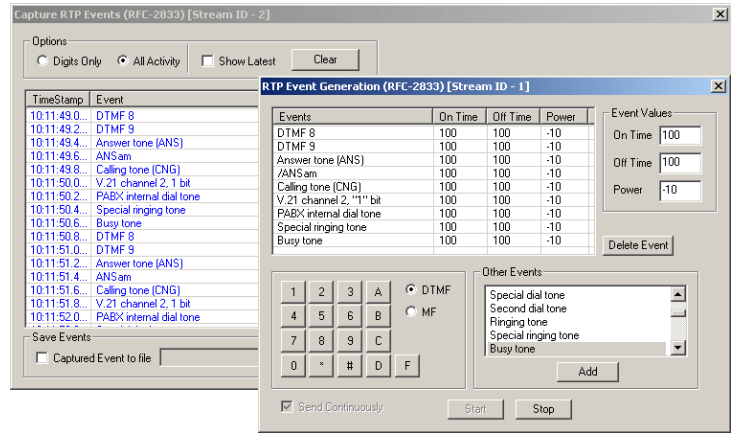 Capture RTP Events (RFC-2833) [Stream ID - 2]
Options
Digits Only All Activity Show Latest Clear
TimeStamp Event
10:11:49.0... DTMF 8
10:11:49.2... DTMF 9
10:11:49.4... Answer tone (ANS)
10:11:49.6... ANSam
10:11:49.8... Calling tone (CNG)
10:11:50.0... V.21 channel 2, 1 bit
10:11:50.2... PABX internal dial tone
10:11:50.4... Special ringing tone
10:11:50.6... Busy tone
10:11:50.8... DTMF 8
10:11:51.0... DTMF 9
10:11:51.2... Answer tone (ANS)
10:11:51.4... ANSam
10:11:51.6... Calling tone (CNG)
10:11:51.8... V.21 channel 2, 1 bit
10:11:52.0... PABX internal dial tone
Save Events
Captured Event to file
RTP Event Generation (RFC-2833) [Stream ID - 1]
Events On Time Off Time Power
DTMF 8 100 100 -10
DTMF 9 100 100 -10
Answer tone (ANS) 100 100 -10
/ANSam 100 100 -10
Calling tone (CNG) 100 100 -10
V.21 channel 2, "1" bit 100 100 -10
PABX internal dial tone 100 100 -10
Special ringing tone 100 100 -10
Busy tone 100 100 -10
Event Values
On Time 100
Off Time 100
Power -10
Delete Event
1 2 3 A
4 5 6 B
7 8 9 C
0 * # D F
DTMF
MF
Other Events
Special dial tone
Second dial tone
Ringing tone
Special ringing tone
Busy tone
Add
Send Continuously Start Stop